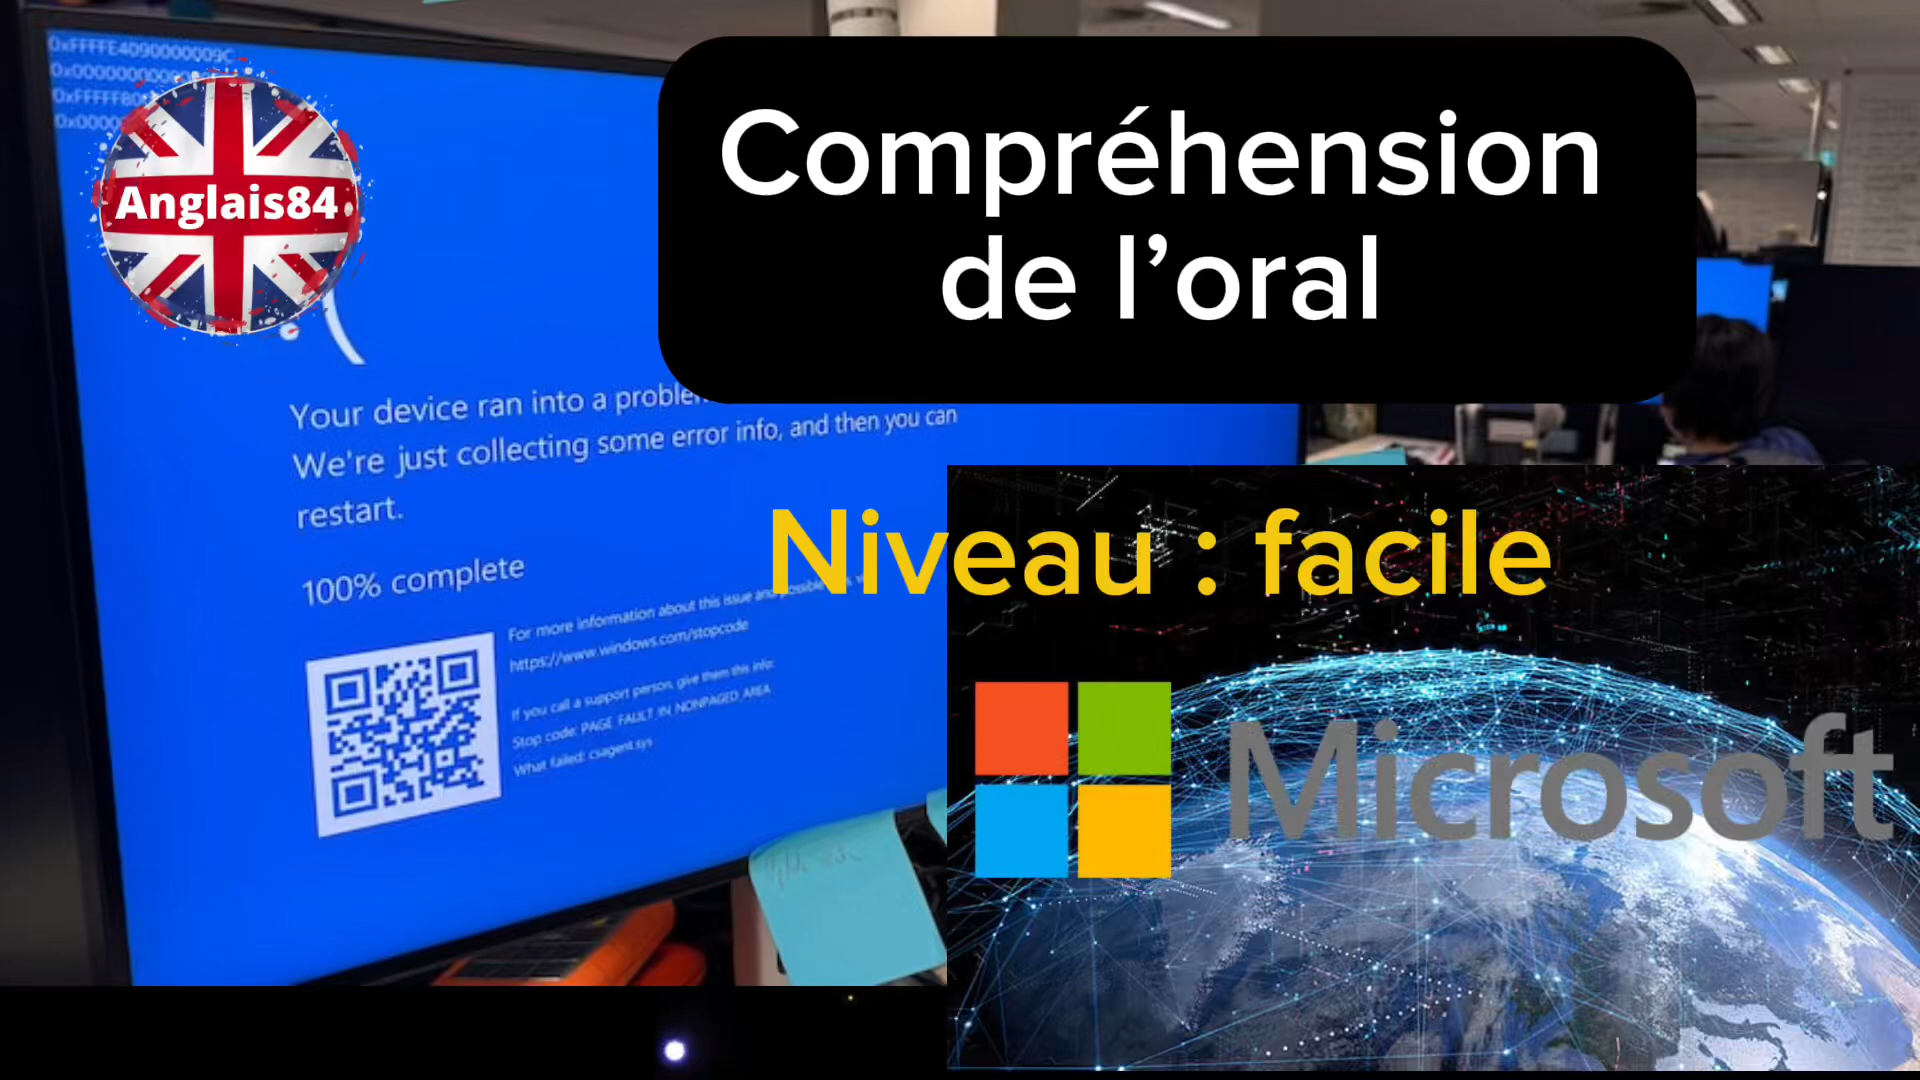 0xFFFFE4090000009C
Anglais84
Compréhension
de l’oral
Your device ran into a
We're just collecting some error info, and then you can
restart.
100% complete
For more information about this issue and possible
https://www.windows.com/stopcode
If you call a support person, give them this info:
Stop code: PAGE FAULT IN NONPAGED AREA
What failed: csagent.sys
Niveau : facile
Microsoft